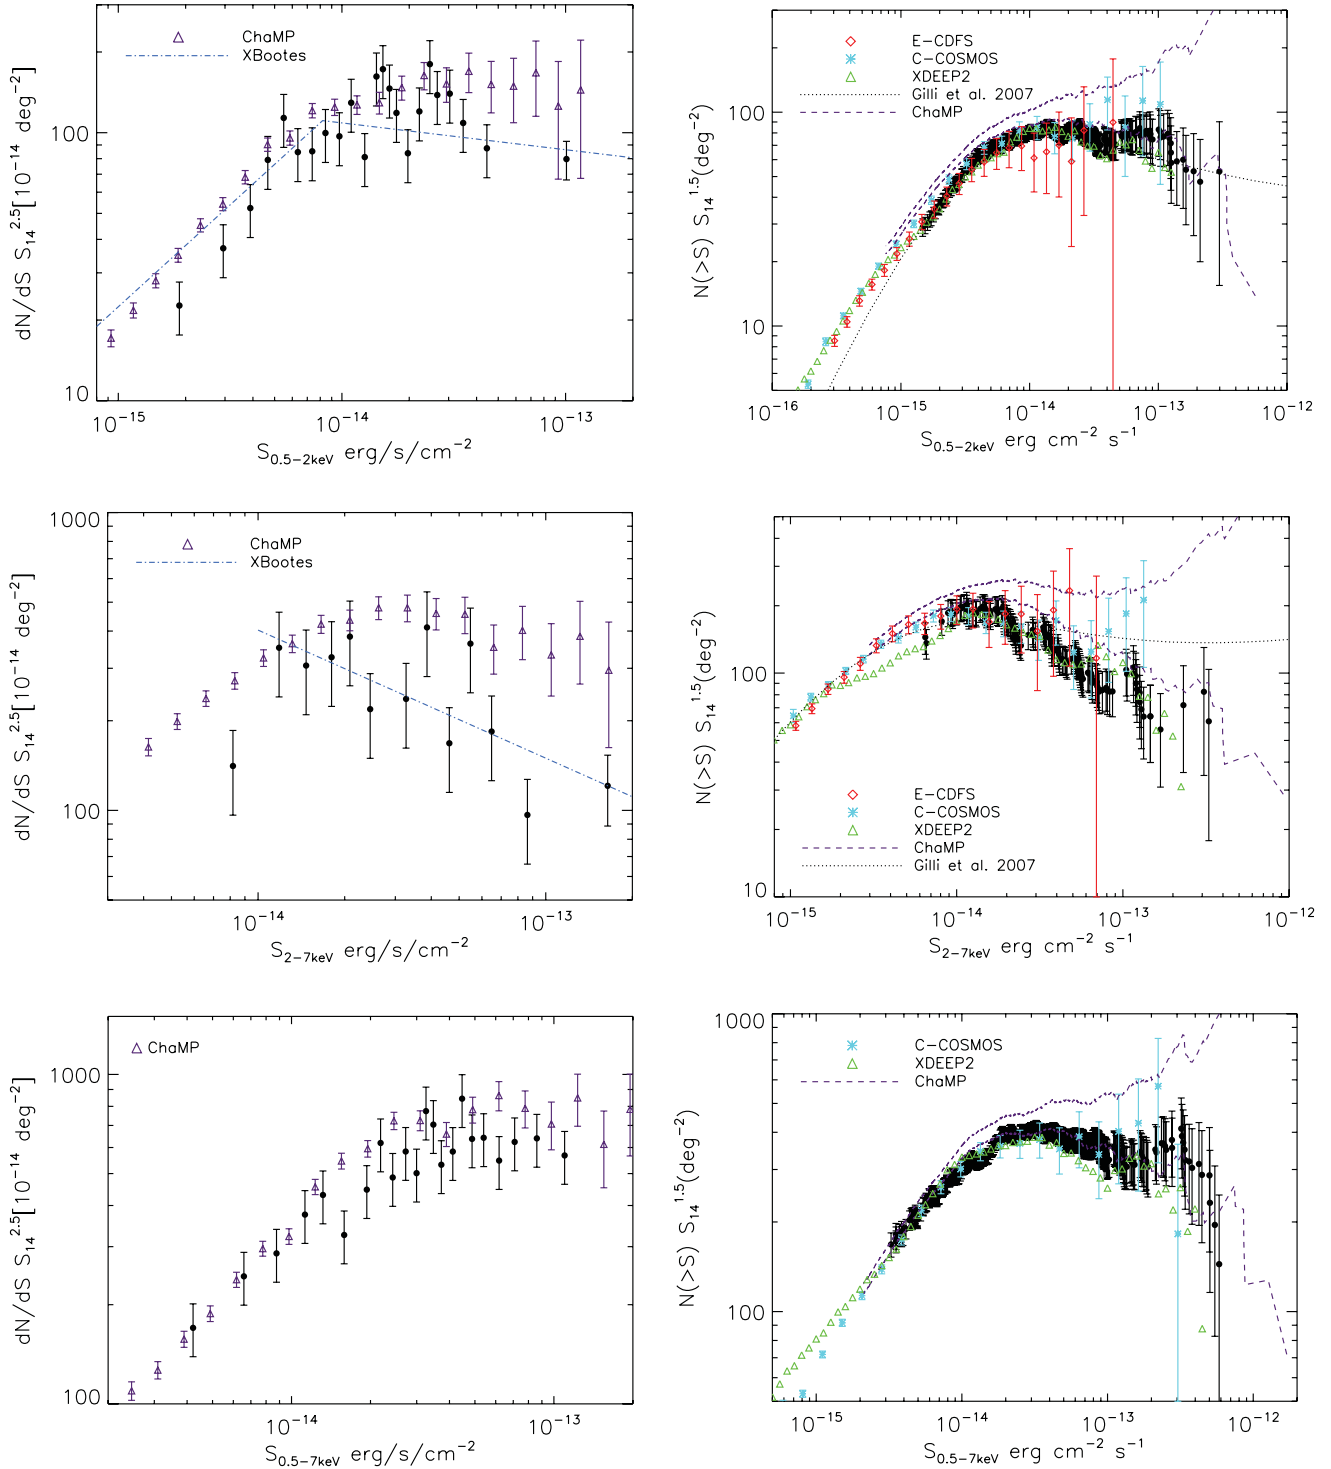 ChaMP
XBootes
100
10
10−15
10−14
10−13
dN/dS S14^2.5[10−14 deg−2]
S0.5−2keV erg/s/cm−2
E−CDFS
C−COSMOS
XDEEP2
Gilli et al. 2007
ChaMP
100
10
10−16
10−15
10−14
10−13
10−12
N(>S) S14^1.5(deg−2)
S0.5−2keV erg cm−2 s−1
ChaMP
XBootes
1000
100
10−14
10−13
dN/dS S14^2.5[10−14 deg−2]
S2−7keV erg/s/cm−2
E−CDFS
C−COSMOS
XDEEP2
ChaMP
Gilli et al. 2007
100
10
10−15
10−14
10−13
10−12
N(>S) S14^1.5(deg−2)
S2−7keV erg cm−2 s−1
ChaMP
1000
100
10−14
10−13
dN/dS S14^2.5[10−14 deg−2]
S0.5−7keV erg/s/cm−2
C−COSMOS
XDEEP2
ChaMP
1000
100
10−15
10−14
10−13
10−12
N(>S) S14^1.5(deg−2)
S0.5−7keV erg cm−2 s−1